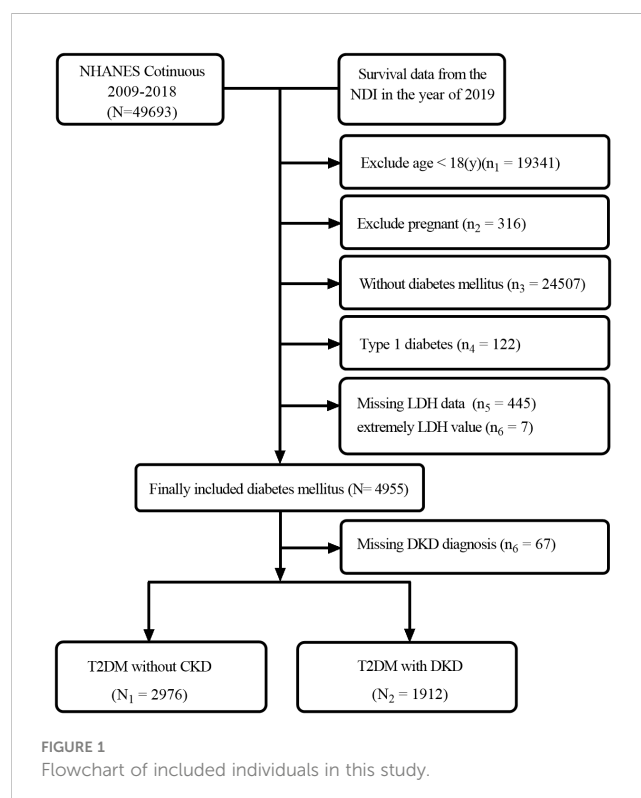 NHANES Cotinuous
2009-2018
(N=49693)
Survival data from the
NDI in the year of 2019
Exclude age < 18(y)(n₁ = 19341)
Exclude pregnant (n₂ = 316)
Without diabetes mellitus (n₃ = 24507)
Type 1 diabetes (n₄ = 122)
Missing LDH data (n₅ = 445)
extremely LDH value (n₆ = 7)
Finally included diabetes mellitus (N= 4955)
Missing DKD diagnosis (n₆ = 67)
T2DM without CKD
(N₁ = 2976)
T2DM with DKD
(N₂ = 1912)
FIGURE 1
Flowchart of included individuals in this study.